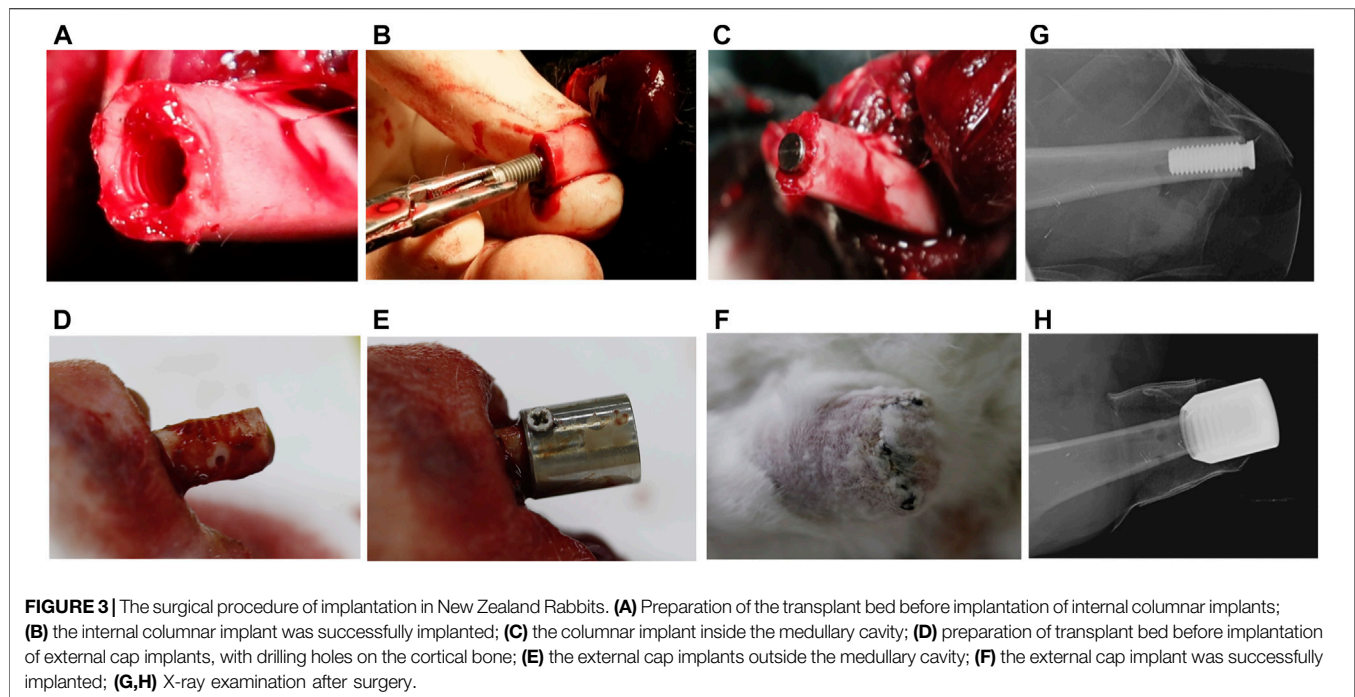 A
B
C
G
D
E
F
H
FIGURE 3 | The surgical procedure of implantation in New Zealand Rabbits. (A) Preparation of the transplant bed before implantation of internal columnar implants;
(B) the internal columnar implant was successfully implanted; (C) the columnar implant inside the medullary cavity; (D) preparation of transplant bed before implantation
of external cap implants, with drilling holes on the cortical bone; (E) the external cap implants outside the medullary cavity; (F) the external cap implant was successfully
implanted; (G,H) X-ray examination after surgery.